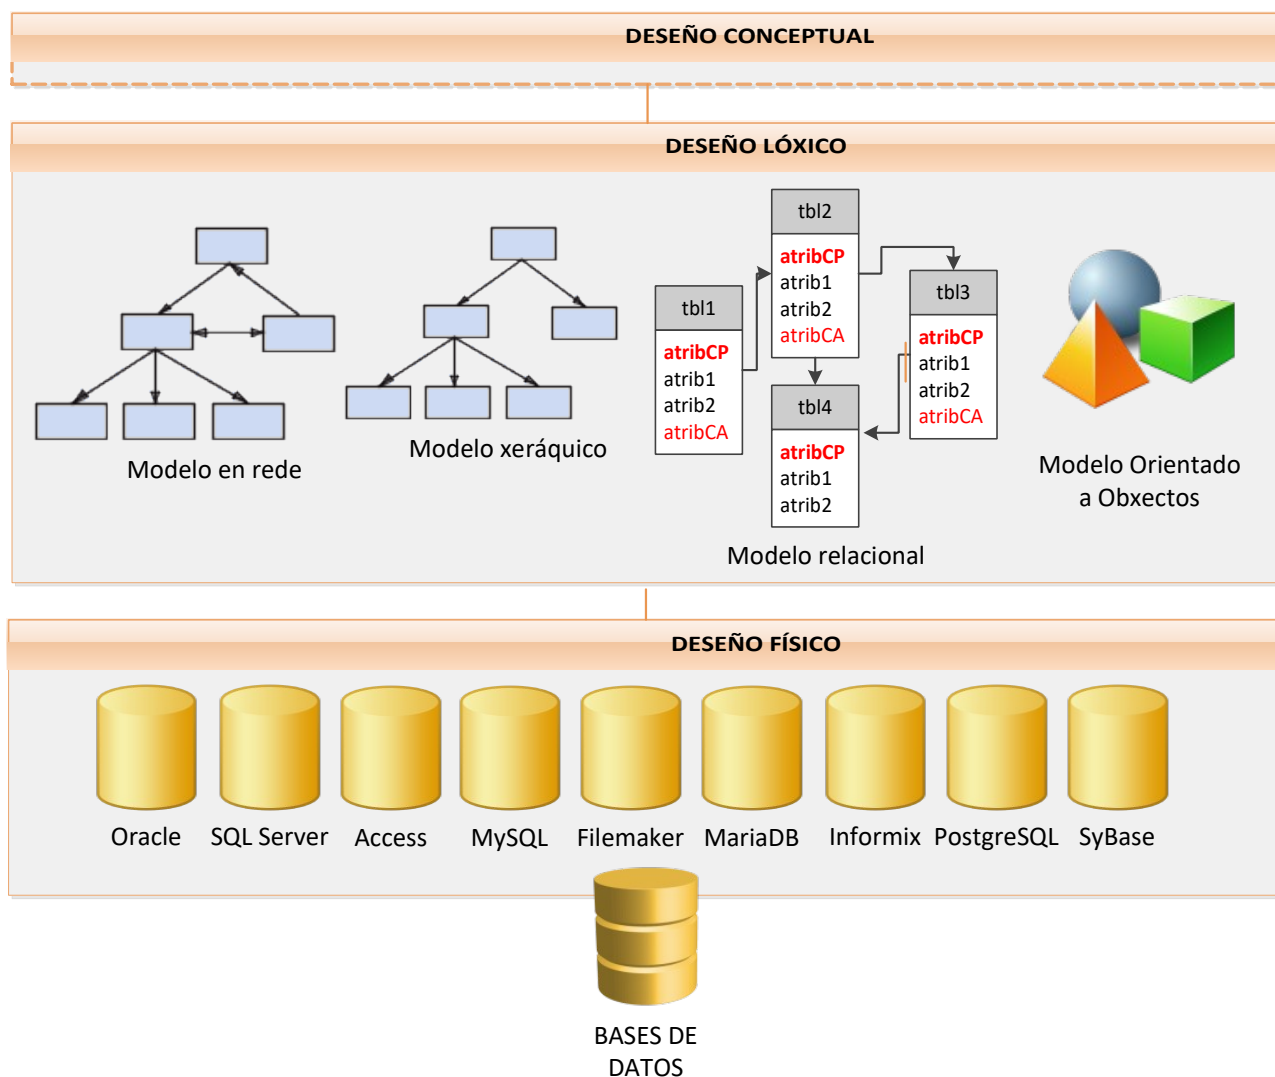 DESEÑO CONCEPTUAL
DESEÑO LÓXICO
Modelo en rede
Modelo xeráquico
tbl1
atribCP
atrib1
atrib2
atribCA
tbl2
atribCP
atrib1
atrib2
atribCA
tbl3
atribCP
atrib1
atrib2
atribCA
tbl4
atribCP
atrib1
atrib2
Modelo relacional
Modelo Orientado
a Obxectos
DESEÑO FÍSICO
Oracle
SQL Server
Access
MySQL
Filemaker
MariaDB
Informix
PostgreSQL
SyBase
BASES DE
DATOS